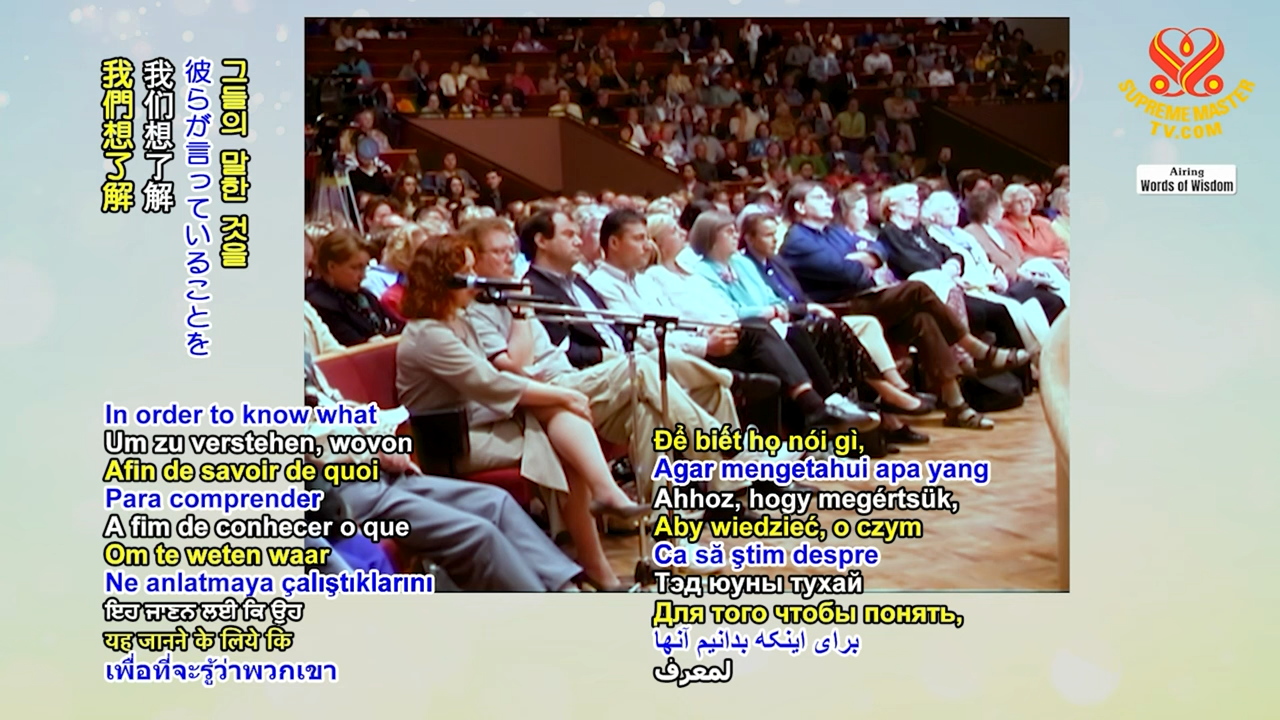 我們想了解
我们想了解
彼らが言っていることを
그들의 말한 것을
SUPREME MASTER
TV.COM
Airing
Words of Wisdom
In order to know what
Um zu verstehen, wovon
Afin de savoir de quoi
Para comprender
A fim de conhecer o que
Om te weten waar
Ne anlatmaya çalıştıklarını
ਇਹ ਜਾਣਨ ਲਈ ਕਿ ਉਹ
यह जानने के लिये कि
เพื่อที่จะรู้ว่าพวกเขา
Để biết họ nói gì,
Agar mengetahui apa yang
Ahhoz, hogy megértsük,
Aby wiedzieć, o czym
Ca să ştim despre
Тэд юуны тухай
Для того чтобы понять,
برای اینکه بدانیم آنها
لمعرف